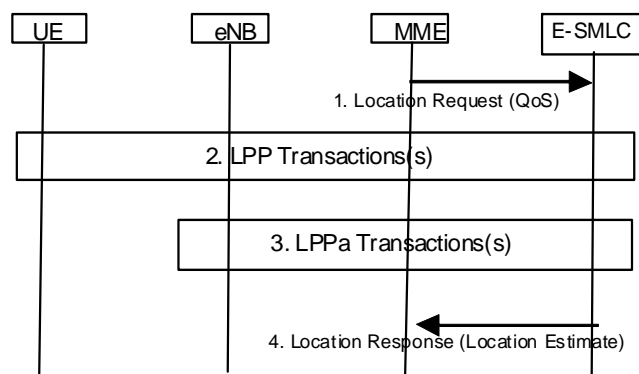 UE
eNB
MME
E-SMLC
1. Location Request (QoS)
2. LPP Transactions(s)
3. LPPa Transactions(s)
4. Location Response (Location Estimate)